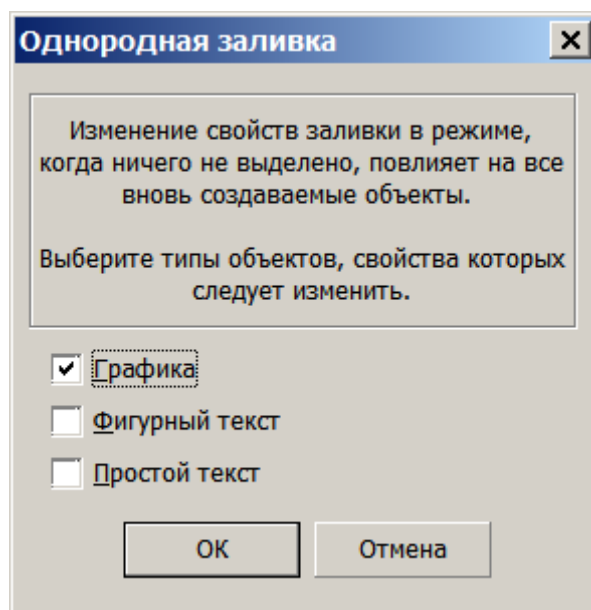 Однородная заливка
Изменение свойств заливки в режиме,
когда ничего не выделено, повлияет на все
вновь создаваемые объекты.
Выберите типы объектов, свойства которых
следует изменить.
Графика
Фигурный текст
Простой текст
ОК
Отмена